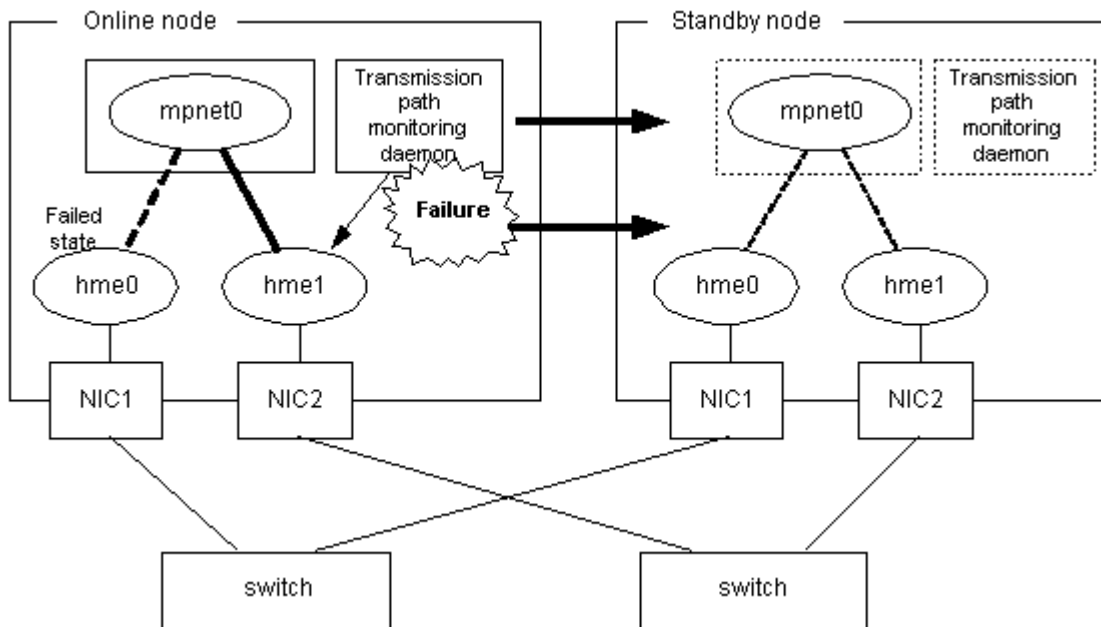 Online node
Standby node
mpnet0
Transmission
path
monitoring
daemon
mpnet0
Transmission
path
monitoring
daemon
Failure
Failed
state
hme0
hme1
hme0
hme1
NIC1
NIC2
NIC1
NIC2
switch
switch